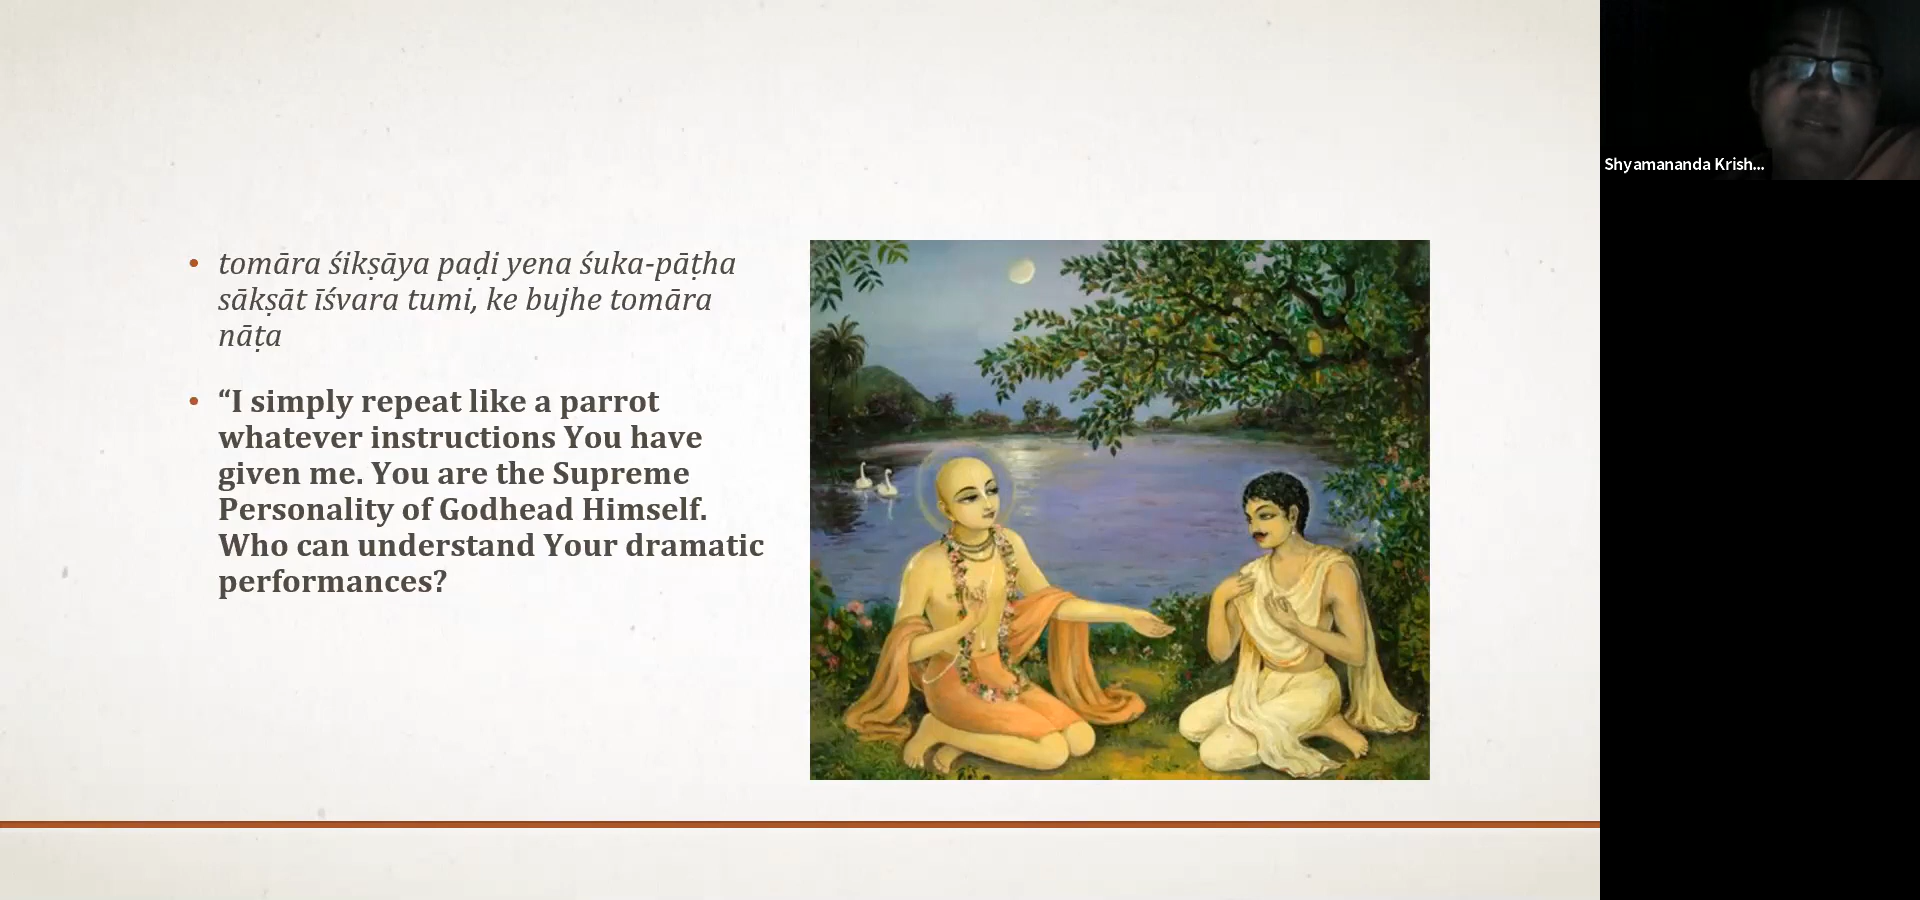 tomāra śikṣāya paḍi yena śuka-pāṭha
sākṣāt īśvara tumi, ke bujhe tomāra
nāṭa
“I simply repeat like a parrot
whatever instructions You have
given me. You are the Supreme
Personality of Godhead Himself.
Who can understand Your dramatic
performances?
Shyamananda Krish...